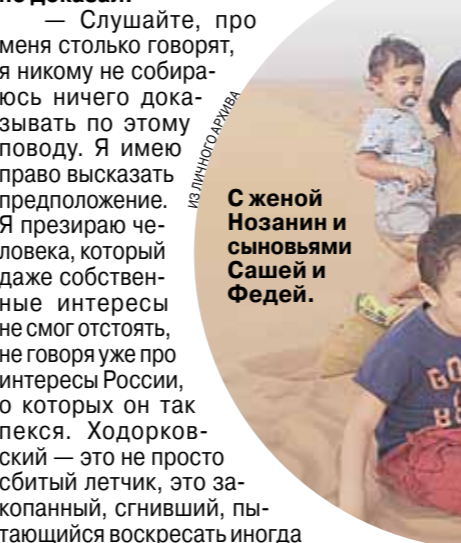 не доказал.
— Слушайте, про
меня столько говорят,
я никому не собира-
юсь ничего дока-
зывать по этому
поводу. Я имею
право высказать
предположение.
Я презираю че-
ловека, который
даже собствен-
ные интересы
не смог отстоять,
не говоря уже про
интересы России,
о которых он так
пекся. Ходорков-
ский — это не просто
сбитый летчик, это за-
копанный, сгнивший, пы-
тающийся воскресать иногда
ИЗ ЛИЧНОГО АРХИВА
С женой
Нозанин и
сыновьями
Сашей и
Федей.